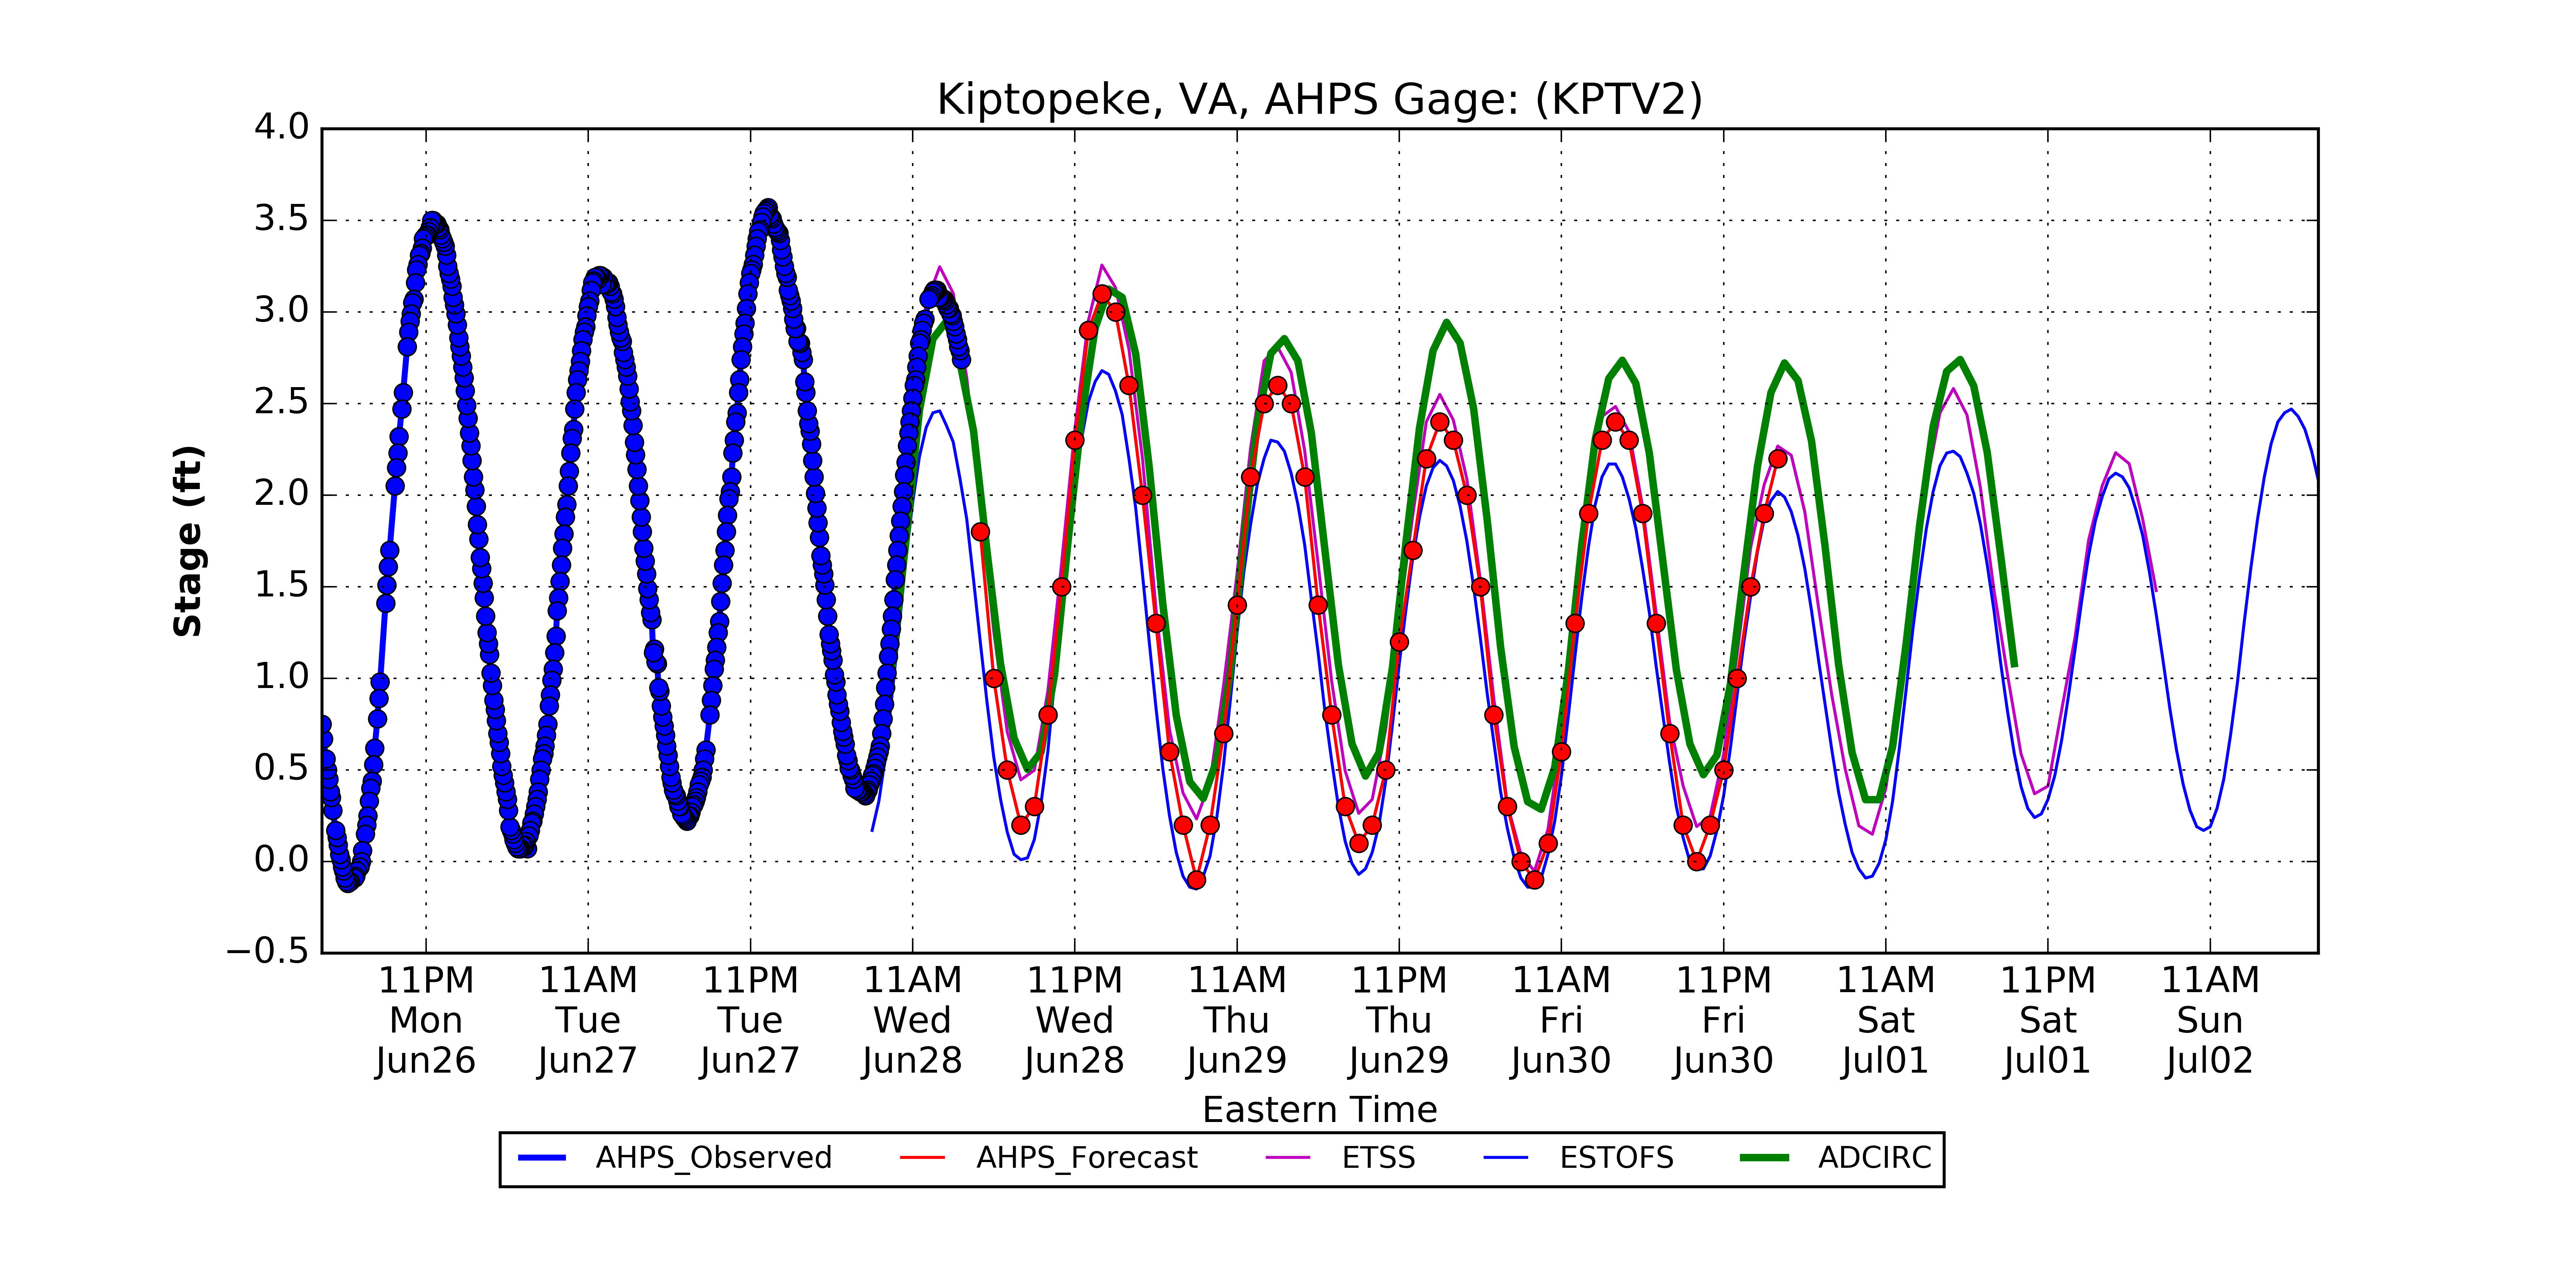 Kiptopeke, VA, AHPS Gage: (KPTV2)
Stage (ft)
4.0
3.5
3.0
2.5
2.0
1.5
1.0
0.5
0.0
−0.5
11PM 11AM 11PM 11AM 11PM 11AM 11PM 11AM 11PM 11AM 11PM 11AM
Mon Tue Tue Wed Wed Thu Thu Fri Fri Sat Sat Sun
Jun26 Jun27 Jun27 Jun28 Jun28 Jun29 Jun29 Jun30 Jun30 Jul01 Jul01 Jul02
Eastern Time
AHPS_Observed AHPS_Forecast ETSS ESTOFS ADCIRC